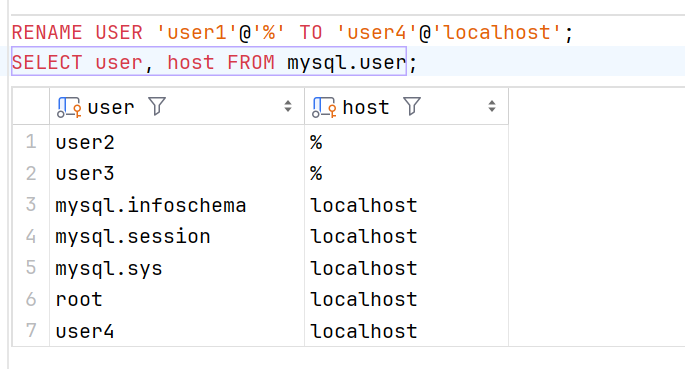 RENAME USER 'user1'@'%' TO 'user4'@'localhost';
SELECT user, host FROM mysql.user;
user host
1 user2 %
2 user3 %
3 mysql.infoschema localhost
4 mysql.session localhost
5 mysql.sys localhost
6 root localhost
7 user4 localhost